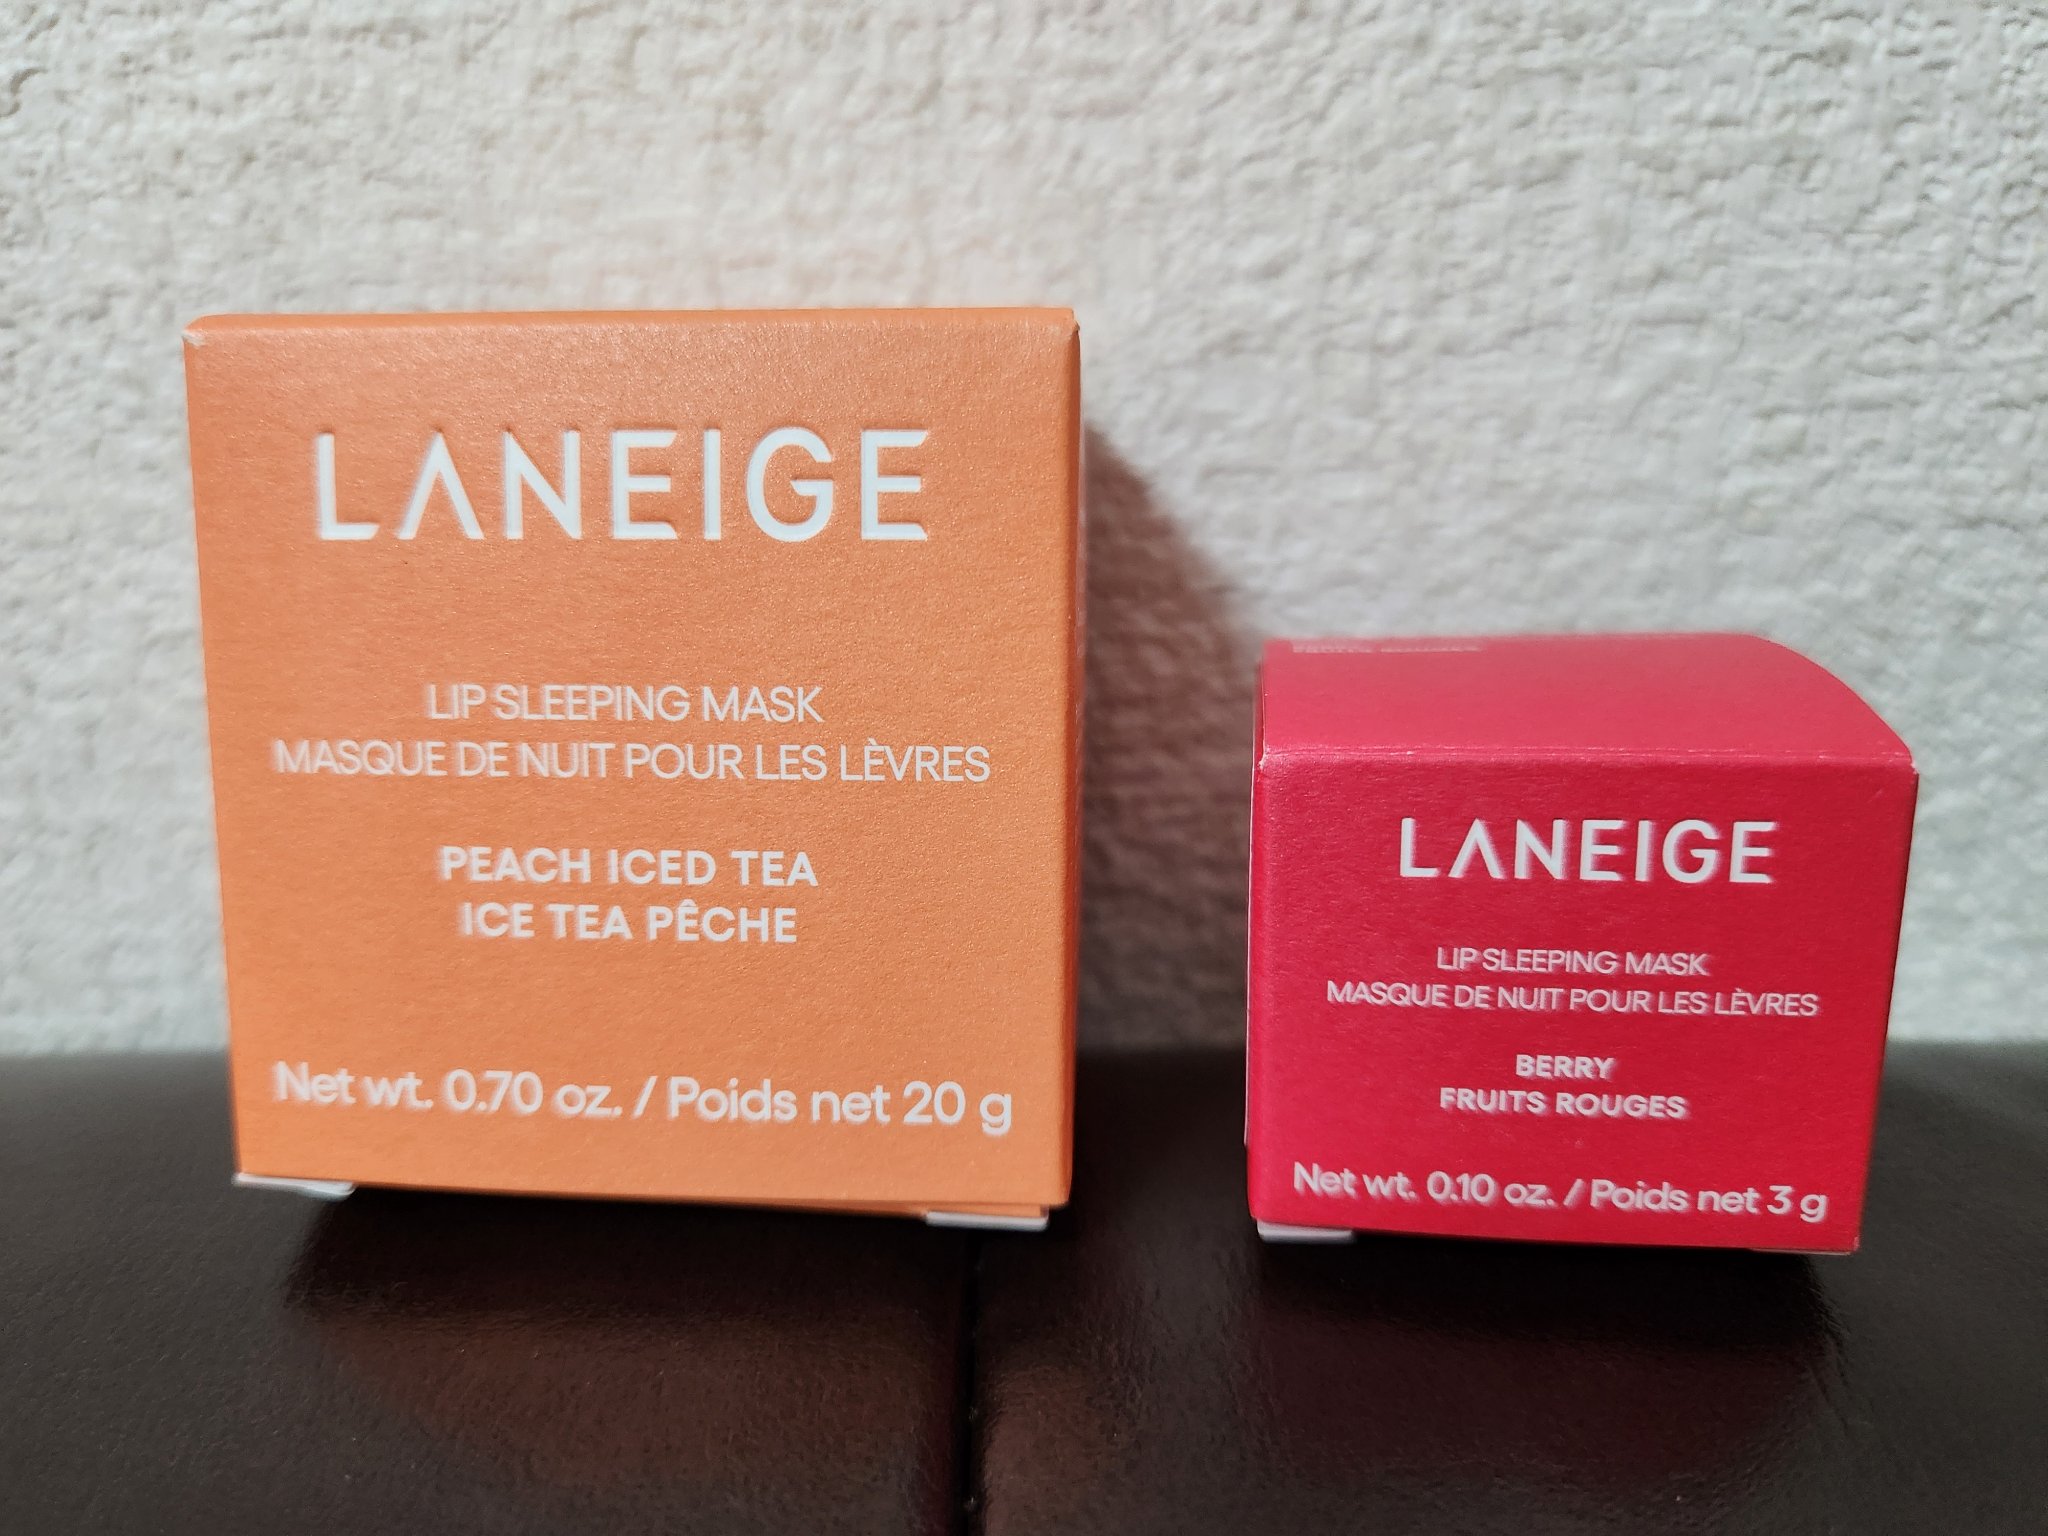 LANEIGE
LIP SLEEPING MASK
MASQUE DE NUIT POUR LES LÈVRES
PEACH ICED TEA
ICE TEA PÊCHE
Net wt. 0.70 oz. / Poids net 20 g
LANEIGE
LIP SLEEPING MASK
MASQUE DE NUIT POUR LES LÈVRES
BERRY
FRUITS ROUGES
Net wt. 0.10 oz. / Poids net 3 g